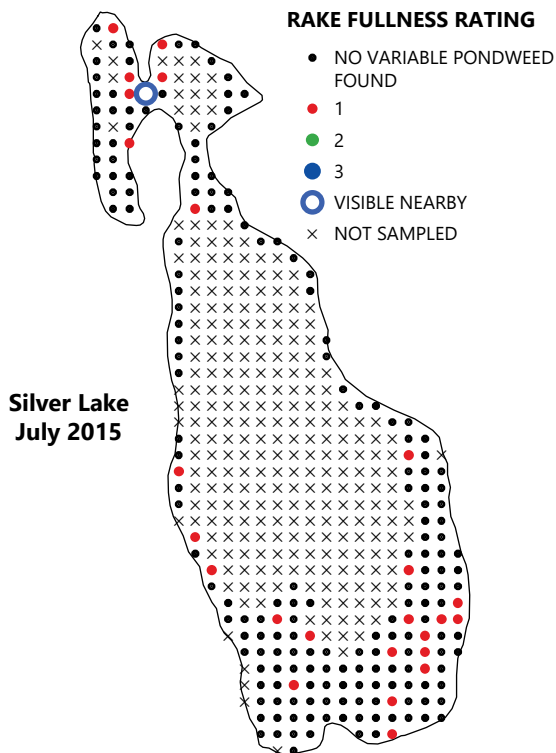 RAKE FULLNESS RATING
NO VARIABLE PONDWEED
FOUND
1
2
3
VISIBLE NEARBY
NOT SAMPLED
Silver Lake
July 2015